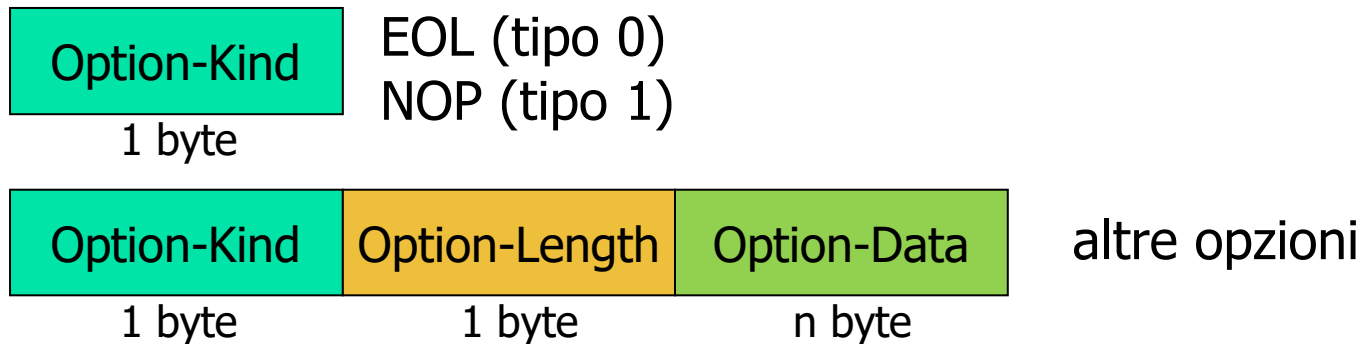 Option-Kind
EOL (tipo 0)
NOP (tipo 1)
1 byte
Option-Kind Option-Length Option-Data altre opzioni
1 byte 1 byte n byte